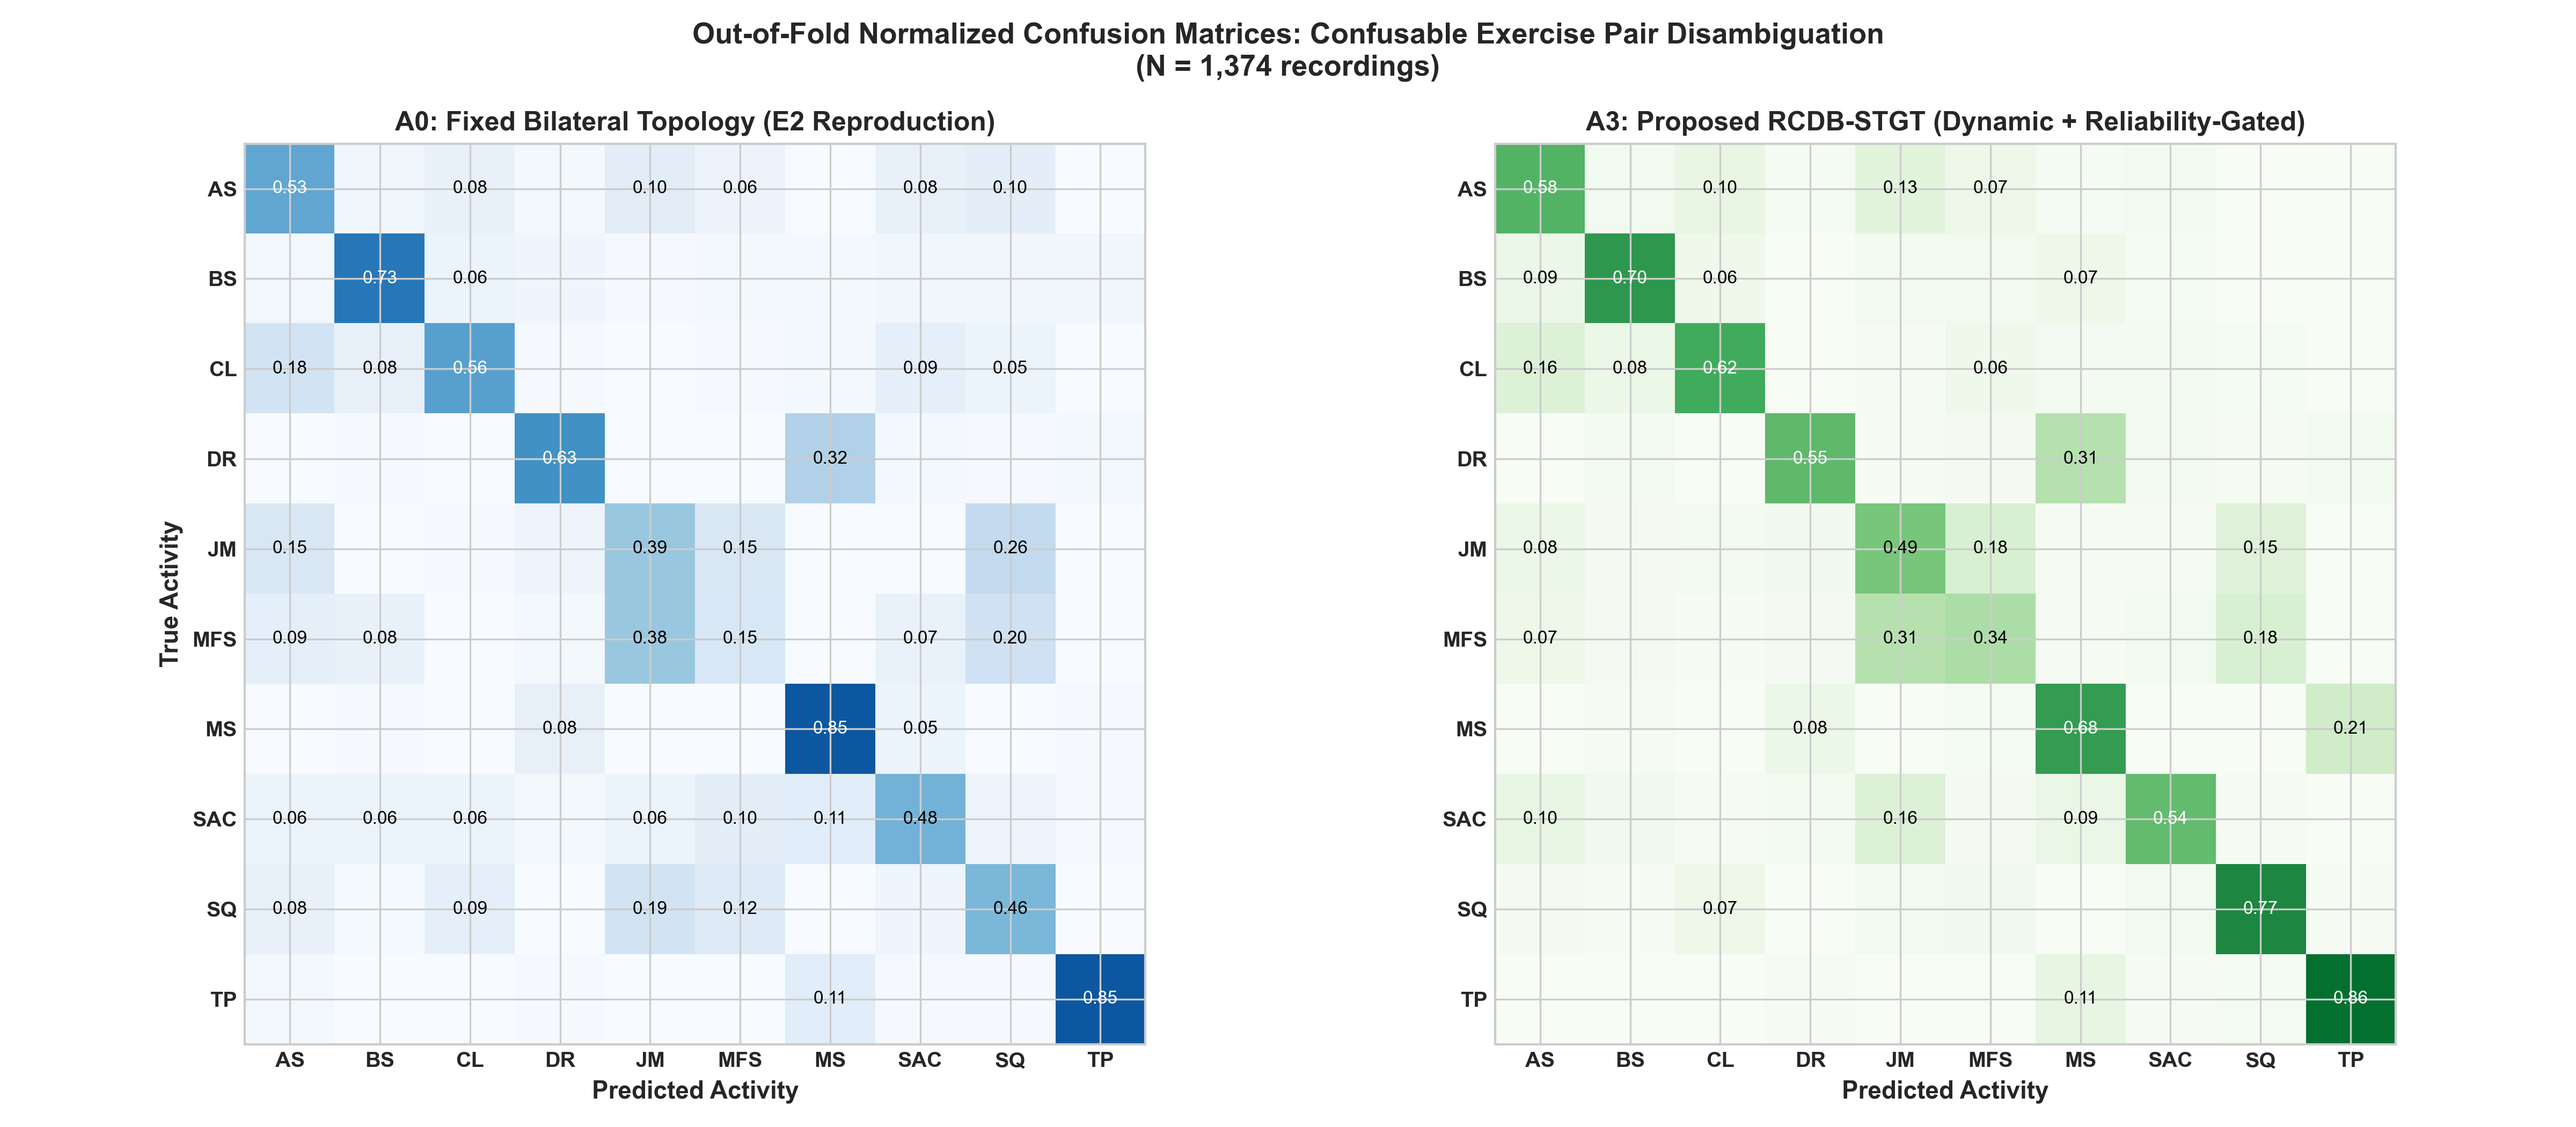 Out-of-Fold Normalized Confusion Matrices: Confusable Exercise Pair Disambiguation
(N = 1,374 recordings)
A0: Fixed Bilateral Topology (E2 Reproduction)
True Activity
AS 0.53 0.08 0.10 0.06 0.08 0.10
BS 0.73 0.06
CL 0.18 0.08 0.56 0.09 0.05
DR 0.63 0.32
JM 0.15 0.39 0.15 0.26
MFS 0.09 0.08 0.38 0.15 0.07 0.20
MS 0.08 0.85 0.05
SAC 0.06 0.06 0.06 0.06 0.10 0.11 0.48
SQ 0.08 0.09 0.19 0.12 0.46
TP 0.11 0.85
AS BS CL DR JM MFS MS SAC SQ TP
Predicted Activity
A3: Proposed RCDB-STGT (Dynamic + Reliability-Gated)
AS 0.58 0.10 0.13 0.07
BS 0.09 0.70 0.06 0.07
CL 0.16 0.08 0.62 0.06
DR 0.55 0.31
JM 0.08 0.49 0.18 0.15
MFS 0.07 0.31 0.34 0.18
MS 0.08 0.68 0.21
SAC 0.10 0.16 0.09 0.54
SQ 0.07 0.77
TP 0.11 0.86
AS BS CL DR JM MFS MS SAC SQ TP
Predicted Activity